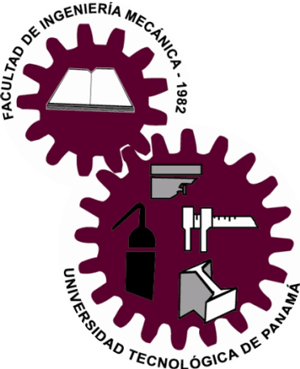 FACULTAD DE INGENIERÍA MECÁNICA - 1982
UNIVERSIDAD TECNOLÓGICA DE PANAMÁ